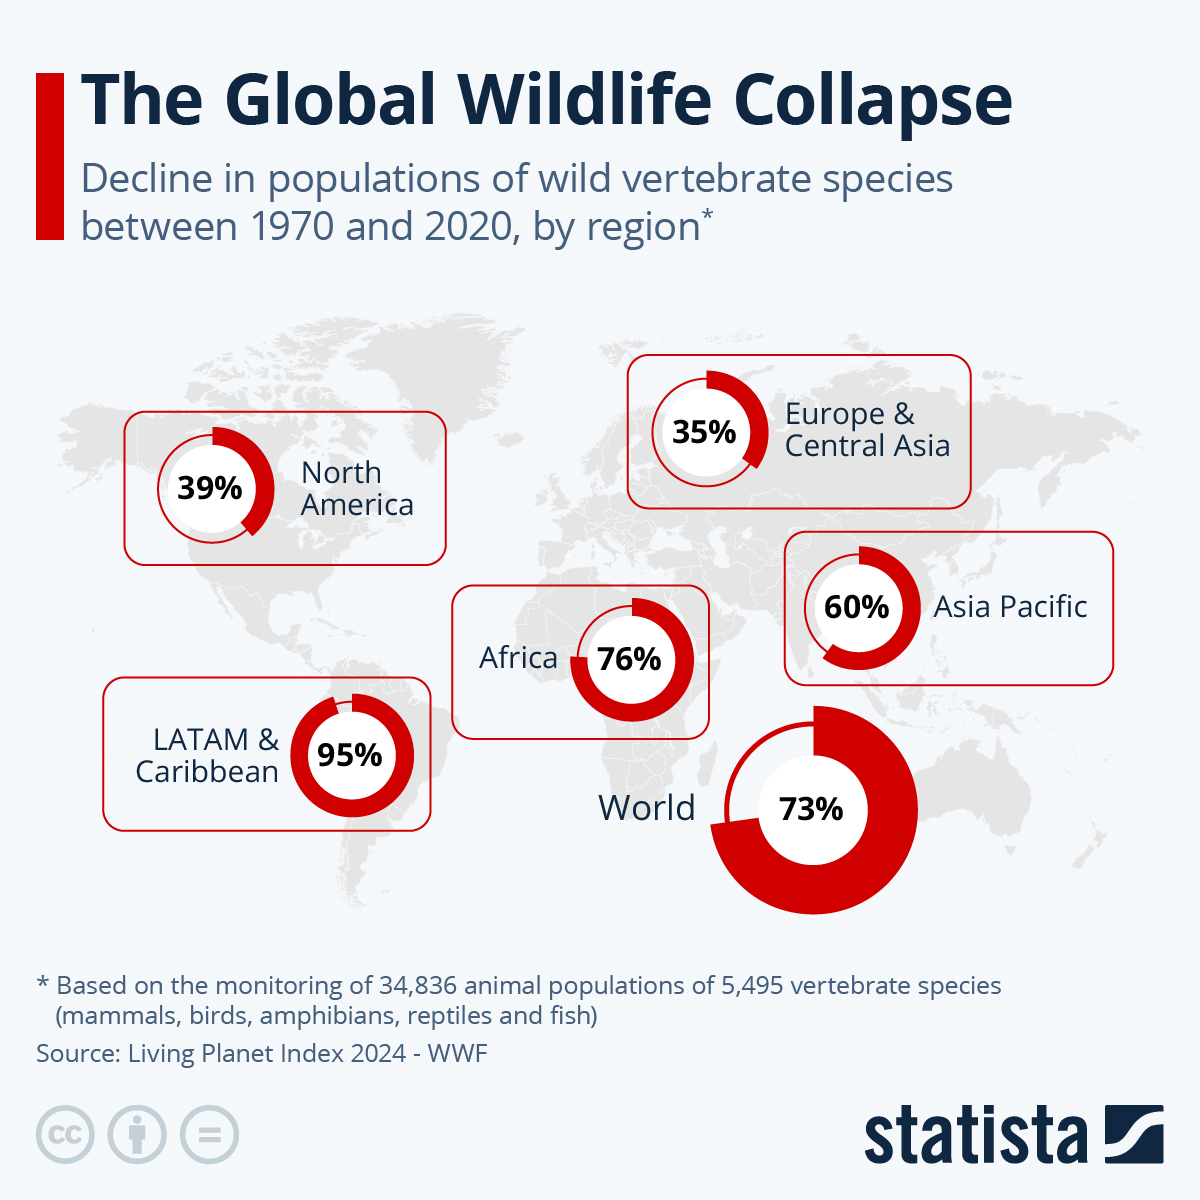 The Global Wildlife Collapse
Decline in populations of wild vertebrate species
between 1970 and 2020, by region*
35%
Europe &
Central Asia
39%
North
America
60%
Asia Pacific
Africa
76%
LATAM &
Caribbean
95%
World
73%
* Based on the monitoring of 34,836 animal populations of 5,495 vertebrate species
(mammals, birds, amphibians, reptiles and fish)
Source: Living Planet Index 2024 - WWF
cc
statista